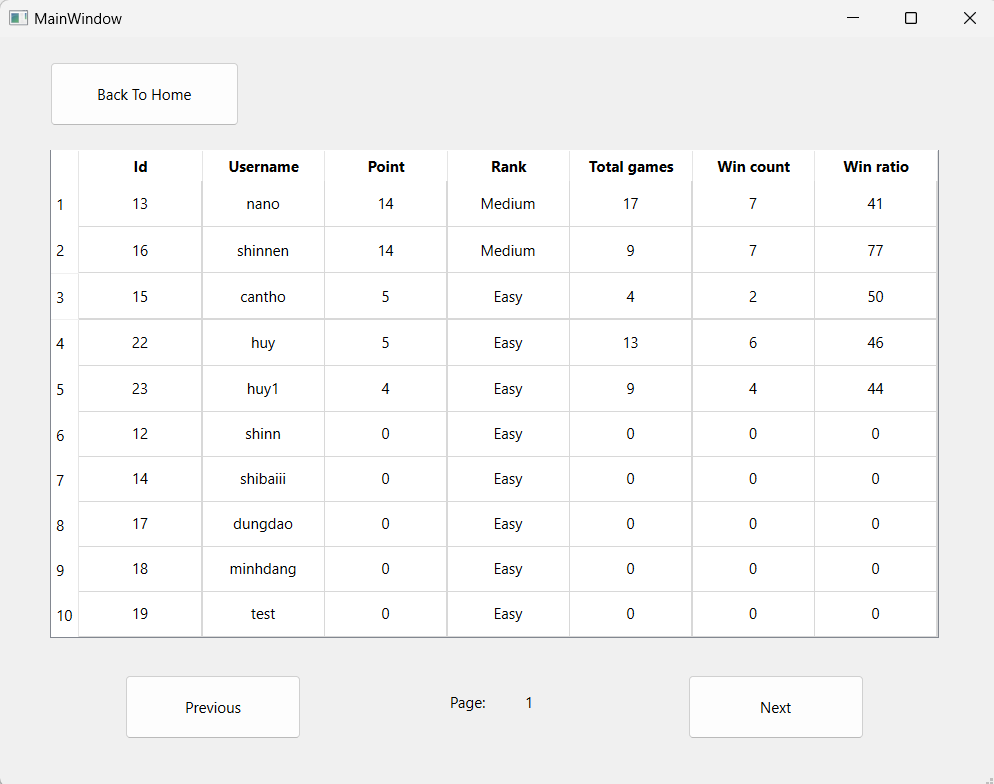 MainWindow
Back To Home
Id Username Point Rank Total games Win count Win ratio
1 13 nano 14 Medium 17 7 41
2 16 shinnen 14 Medium 9 7 77
3 15 cantho 5 Easy 4 2 50
4 22 huy 5 Easy 13 6 46
5 23 huy1 4 Easy 9 4 44
6 12 shinn 0 Easy 0 0 0
7 14 shibaiii 0 Easy 0 0 0
8 17 dungdao 0 Easy 0 0 0
9 18 minhdang 0 Easy 0 0 0
10 19 test 0 Easy 0 0 0
Previous Page: 1 Next